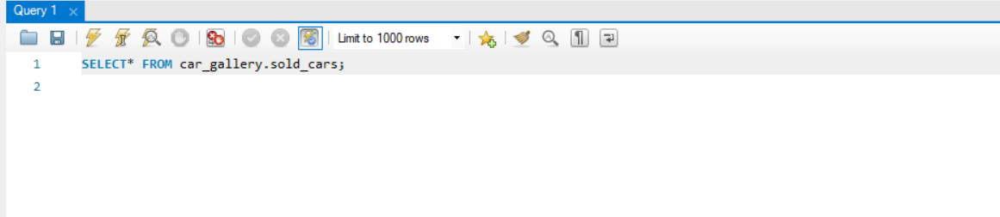 Query 1
Limit to 1000 rows
1 SELECT* FROM car_gallery.sold_cars;
2